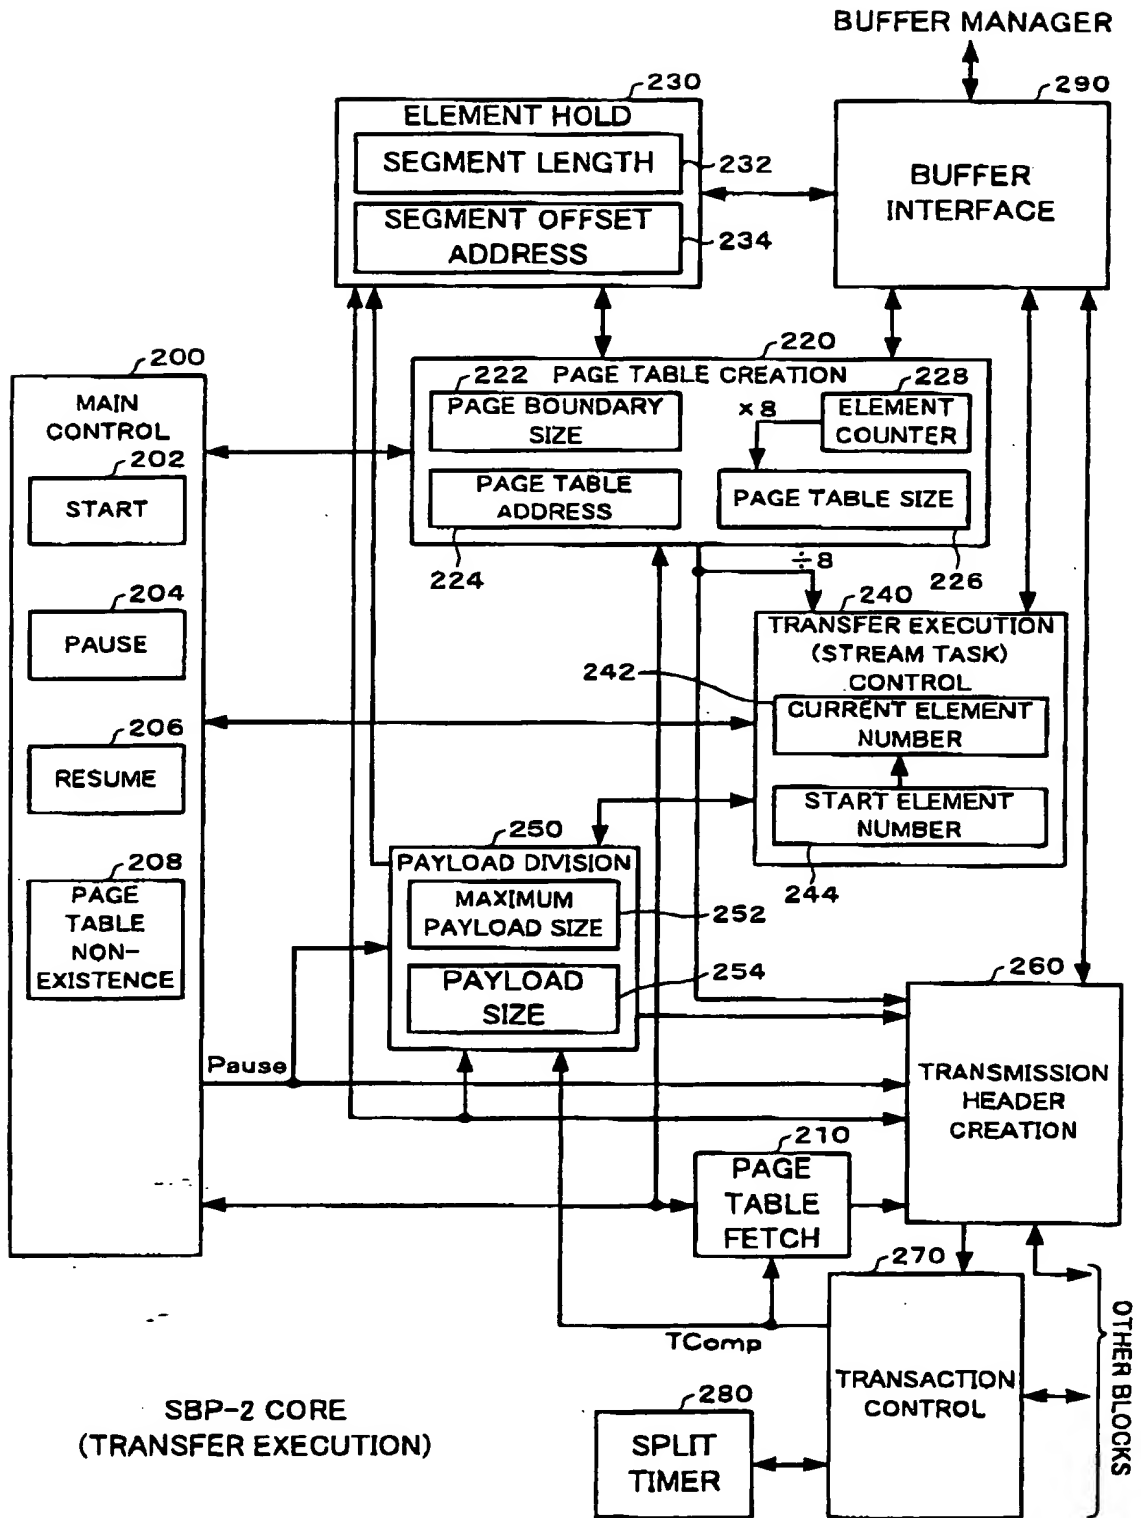 BUFFER MANAGER
230
ELEMENT HOLD
SEGMENT LENGTH
232
SEGMENT OFFSET
ADDRESS
234
290
BUFFER
INTERFACE
200
MAIN
CONTROL
202
START
204
PAUSE
206
RESUME
208
PAGE
TABLE
NON-
EXISTENCE
220
222
PAGE TABLE CREATION
228
PAGE BOUNDARY
SIZE
×8
ELEMENT
COUNTER
PAGE TABLE
ADDRESS
PAGE TABLE SIZE
224
÷8
226
240
TRANSFER EXECUTION
(STREAM TASK)
CONTROL
242
CURRENT ELEMENT
NUMBER
START ELEMENT
NUMBER
244
250
PAYLOAD DIVISION
MAXIMUM
PAYLOAD SIZE
252
PAYLOAD
SIZE
254
260
TRANSMISSION
HEADER
CREATION
Pause
210
PAGE
TABLE
FETCH
270
TComp
TRANSACTION
CONTROL
OTHER BLOCKS
280
SPLIT
TIMER
SBP-2 CORE
(TRANSFER EXECUTION)